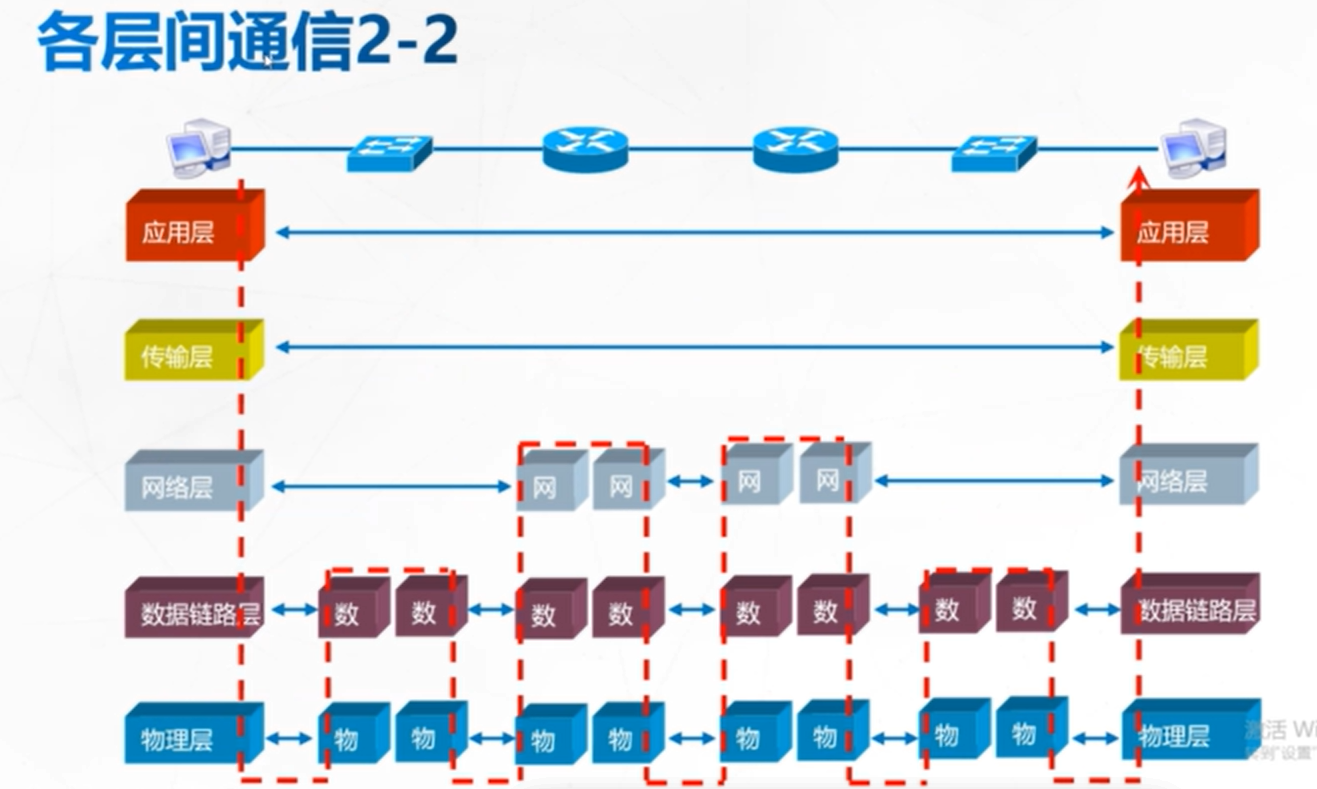 各层间通信2-2
应用层 应用层
传输层 传输层
网络层 网 网 网 网 网络层
数据链路层 数 数 数 数 数 数 数 数 数据链路层
物理层 物 物 物 物 物 物 物 物 物理层
激活 Wi
转到"设置"